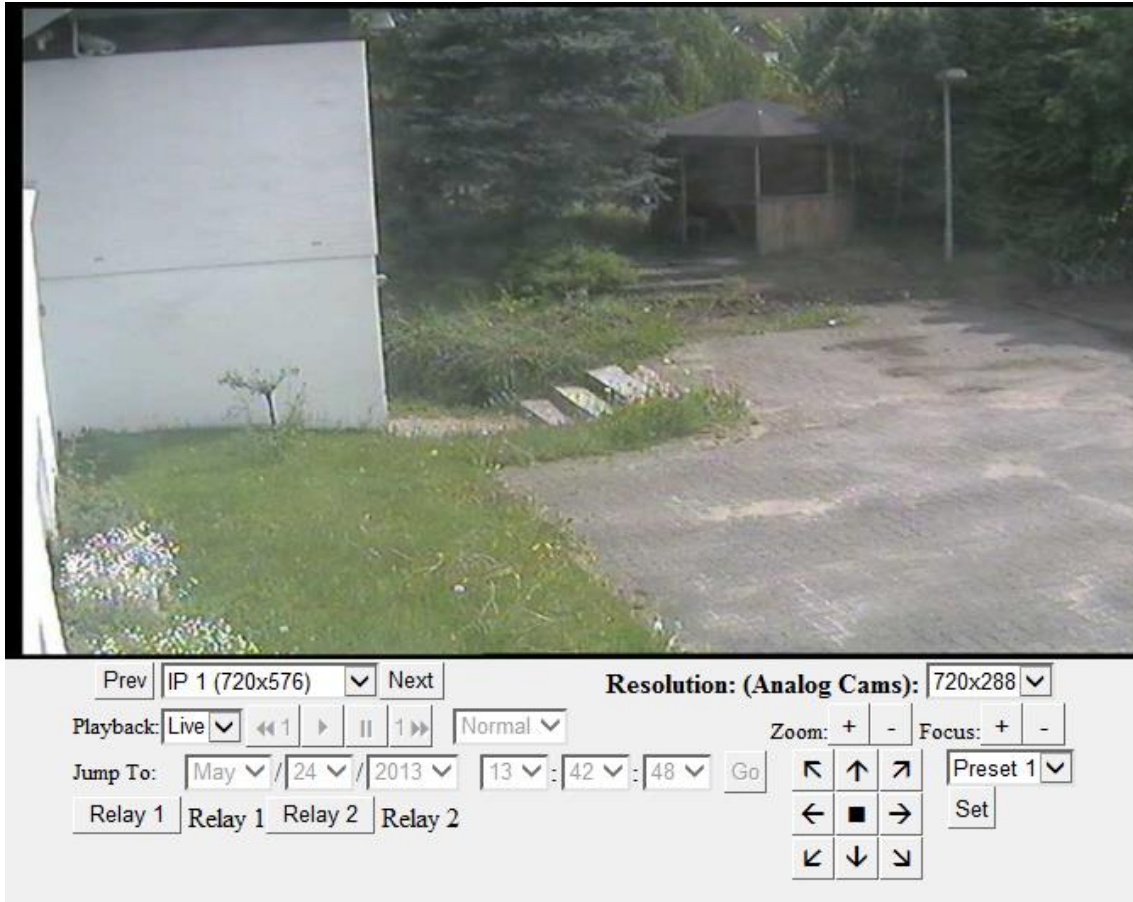 Prev IP 1 (720x576) Next Resolution: (Analog Cams): 720x288
Playback: Live 1 1 Normal Zoom: + - Focus: + -
Jump To: May / 24 / 2013 13 : 42 : 48 Go Preset 1
Relay 1 Relay 1 Relay 2 Relay 2 Set